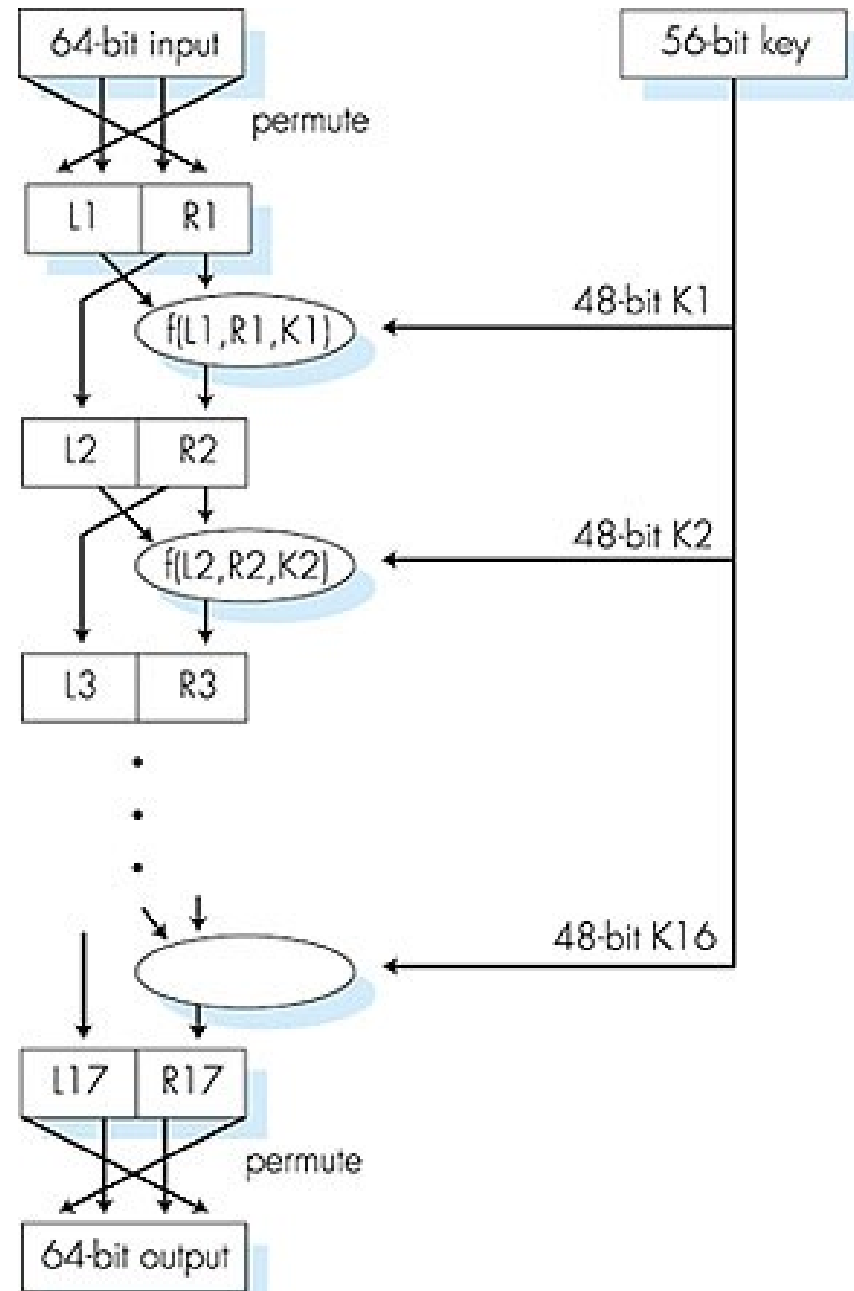 64-bit input
56-bit key
permute
L1 R1
48-bit K1
f(L1,R1,K1)
L2 R2
48-bit K2
f(L2,R2,K2)
L3 R3
48-bit K16
L17 R17
permute
64-bit output